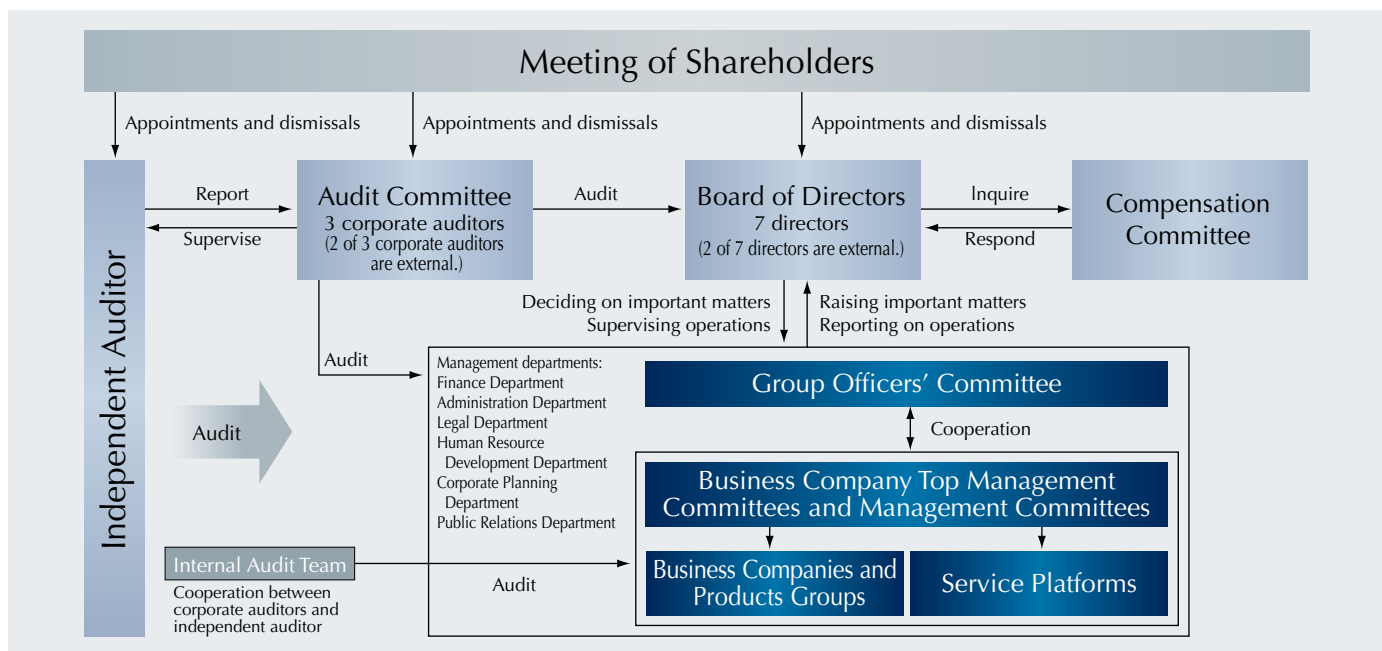 Meeting of Shareholders
Appointments and dismissals
Appointments and dismissals
Appointments and dismissals
Independent Auditor
Report
Supervise
Audit Committee
3 corporate auditors
(2 of 3 corporate auditors
are external.)
Audit
Board of Directors
7 directors
(2 of 7 directors are external.)
Inquire
Respond
Compensation
Committee
Deciding on important matters
Supervising operations
Raising important matters
Reporting on operations
Audit
Audit
Management departments:
Finance Department
Administration Department
Legal Department
Human Resource
Development Department
Corporate Planning
Department
Public Relations Department
Group Officers’ Committee
Cooperation
Business Company Top Management
Committees and Management Committees
Business Companies and
Products Groups
Service Platforms
Internal Audit Team
Audit
Cooperation between
corporate auditors and
independent auditor